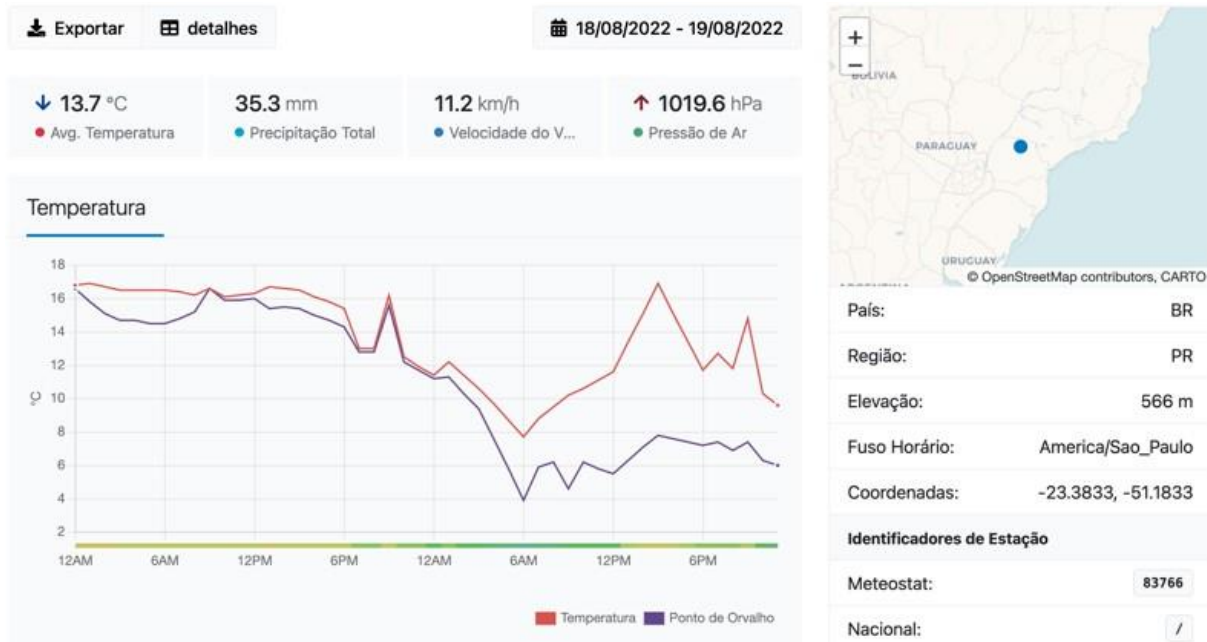 Exportar
detalhes
18/08/2022 - 19/08/2022
13.7 °C
Avg. Temperatura
35.3 mm
Precipitação Total
11.2 km/h
Velocidade do V...
1019.6 hPa
Pressão de Ar
Temperatura
°C
18
16
14
12
10
8
6
4
2
12AM 6AM 12PM 6PM 12AM 6AM 12PM 6PM
Temperatura Ponto de Orvalho
+
−
BOLIVIA
PARAGUAY
URUGUAY
© OpenStreetMap contributors, CARTO
País: BR
Região: PR
Elevação: 566 m
Fuso Horário: America/Sao_Paulo
Coordenadas: -23.3833, -51.1833
Identificadores de Estação
Meteostat: 83766
Nacional: /